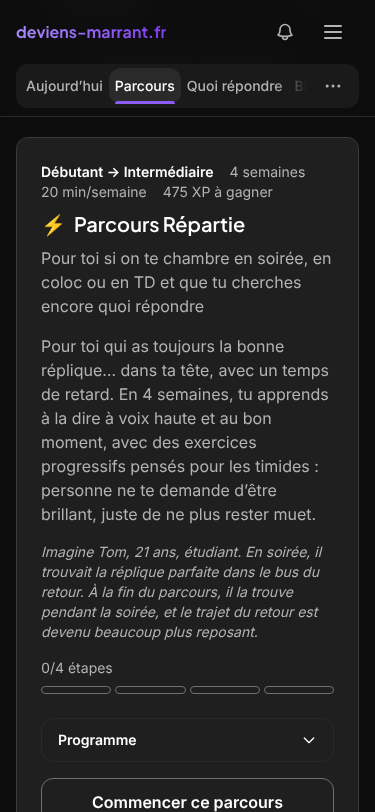 deviens-marrant.fr
Aujourd'hui Parcours Quoi répondre
Débutant → Intermédiaire 4 semaines
20 min/semaine 475 XP à gagner
⚡ Parcours Répartie
Pour toi si on te chambre en soirée, en
coloc ou en TD et que tu cherches
encore quoi répondre
Pour toi qui as toujours la bonne
réplique… dans ta tête, avec un temps
de retard. En 4 semaines, tu apprends
à la dire à voix haute et au bon
moment, avec des exercices
progressifs pensés pour les timides :
personne ne te demande d'être
brillant, juste de ne plus rester muet.
Imagine Tom, 21 ans, étudiant. En soirée, il
trouvait la réplique parfaite dans le bus du
retour. À la fin du parcours, il la trouve
pendant la soirée, et le trajet du retour est
devenu beaucoup plus reposant.
0/4 étapes
Programme
Commencer ce parcours